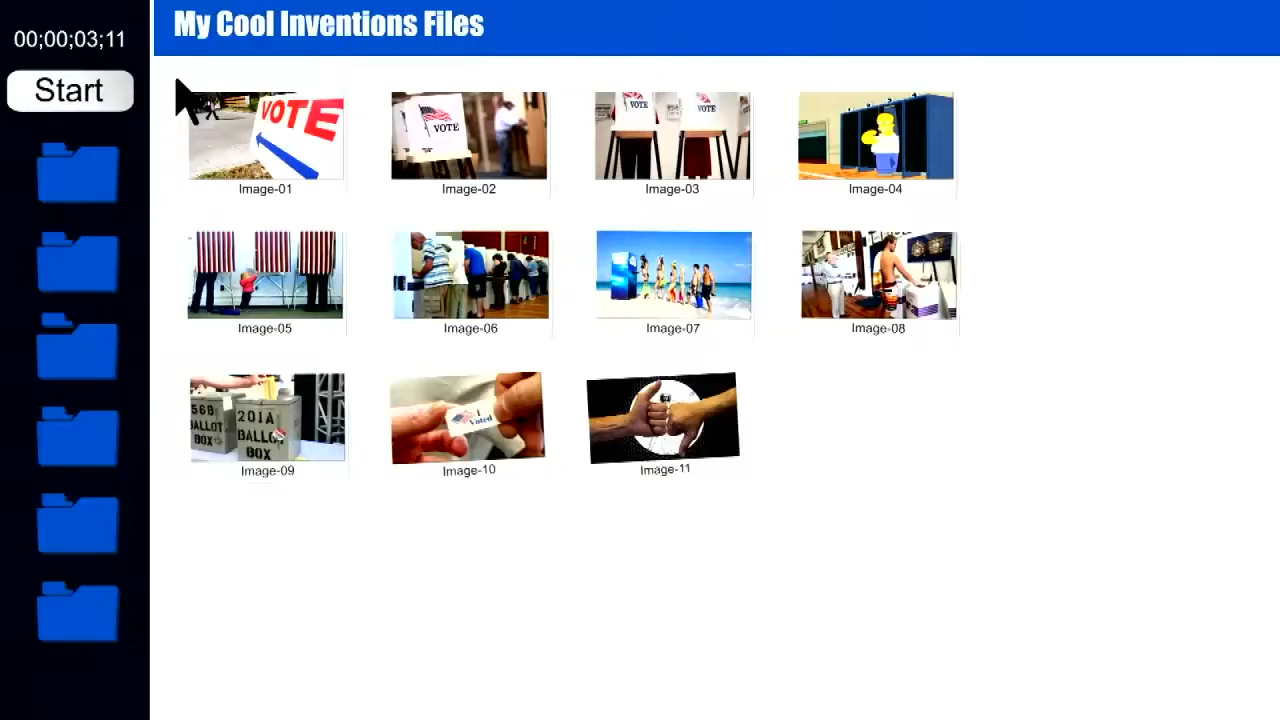 My Cool Inventions Files
00;00;03;11
Start
VOTE
VOTE
VOTE
VOTE
Image-01
Image-02
Image-03
Image-04
Image-05
Image-06
Image-07
Image-08
56B
BALLOT
BOX
201A
BALLOT
BOX
I
Voted
Image-09
Image-10
Image-11